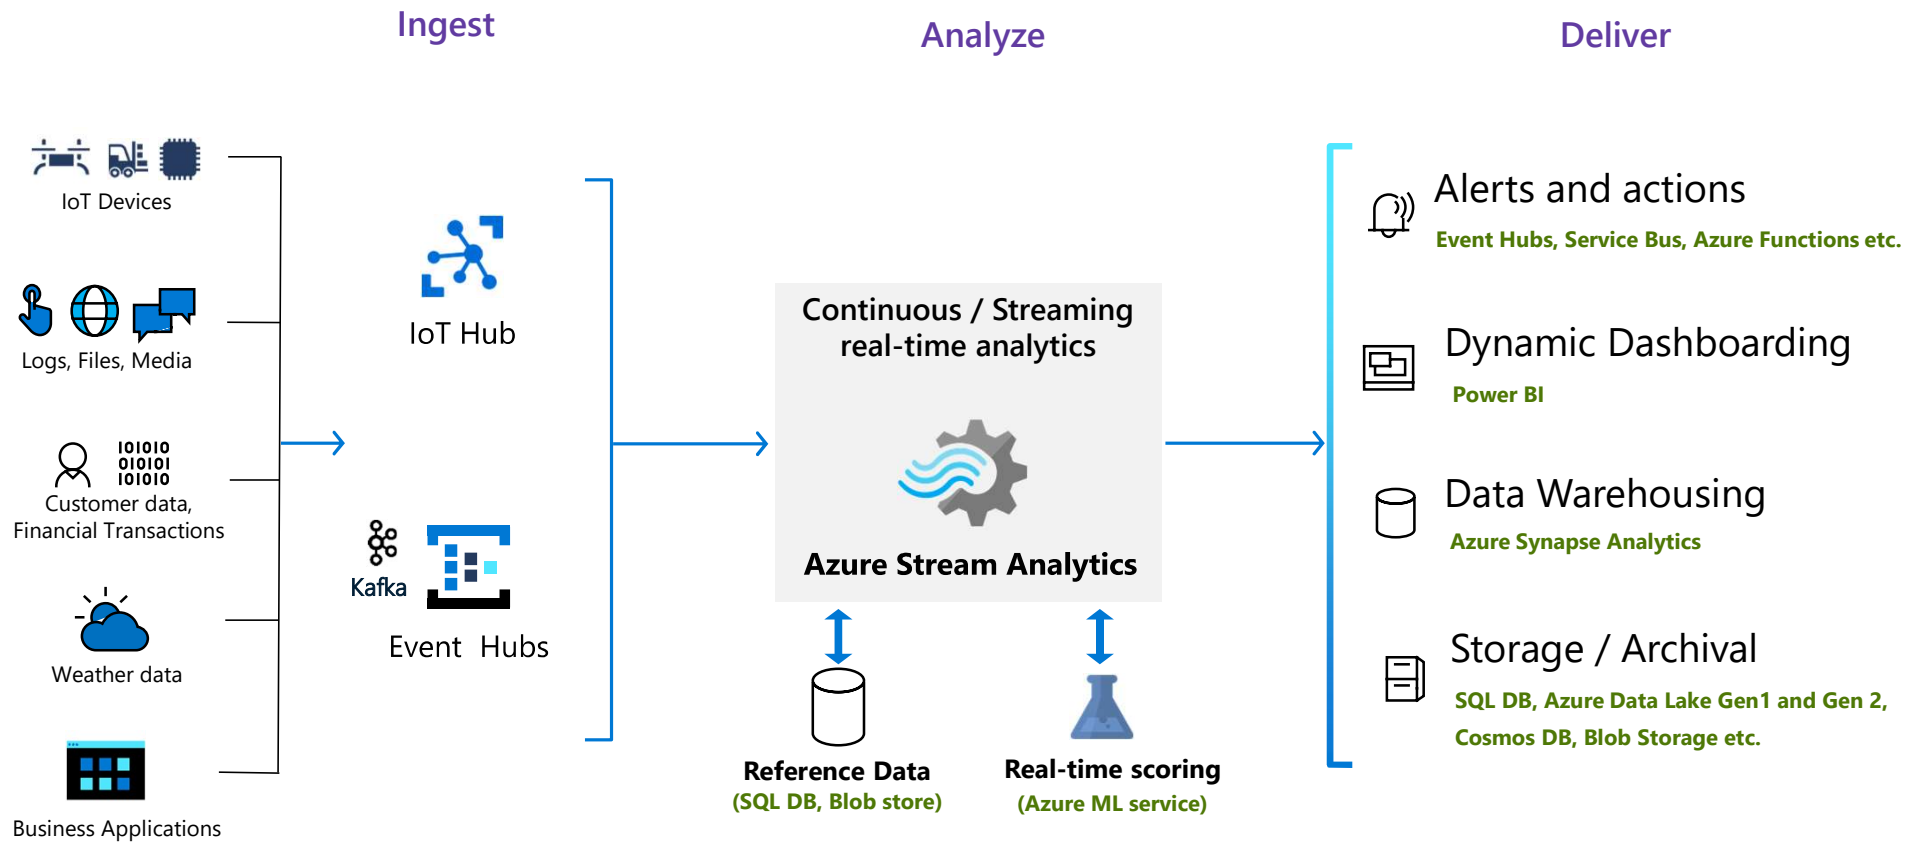 Ingest
Analyze
Deliver
IoT Devices
Logs, Files, Media
101010
010101
101010
Customer data,
Financial Transactions
Weather data
Business Applications
IoT Hub
Kafka
Event Hubs
Continuous / Streaming
real-time analytics
Azure Stream Analytics
Reference Data
(SQL DB, Blob store)
Real-time scoring
(Azure ML service)
Alerts and actions
Event Hubs, Service Bus, Azure Functions etc.
Dynamic Dashboarding
Power BI
Data Warehousing
Azure Synapse Analytics
Storage / Archival
SQL DB, Azure Data Lake Gen1 and Gen 2,
Cosmos DB, Blob Storage etc.